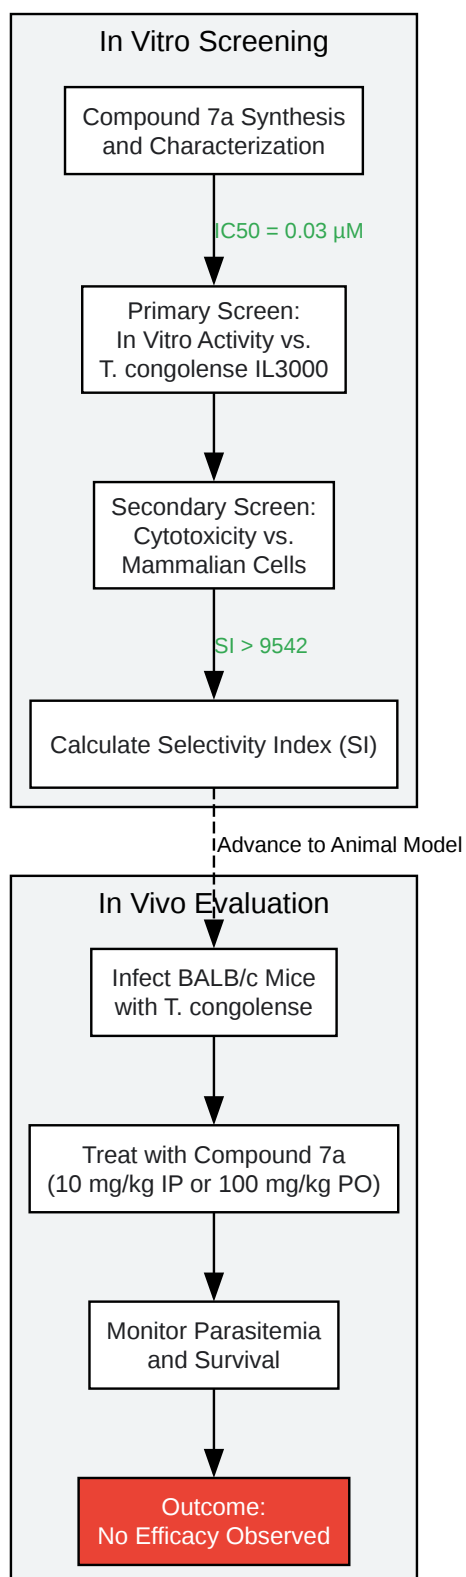 In Vitro Screening
Compound 7a Synthesis
and Characterization
IC50 = 0.03 µM
Primary Screen:
In Vitro Activity vs.
T. congolense IL3000
Secondary Screen:
Cytotoxicity vs.
Mammalian Cells
SI > 9542
Calculate Selectivity Index (SI)
Advance to Animal Model
In Vivo Evaluation
Infect BALB/c Mice
with T. congolense
Treat with Compound 7a
(10 mg/kg IP or 100 mg/kg PO)
Monitor Parasitemia
and Survival
Outcome:
No Efficacy Observed